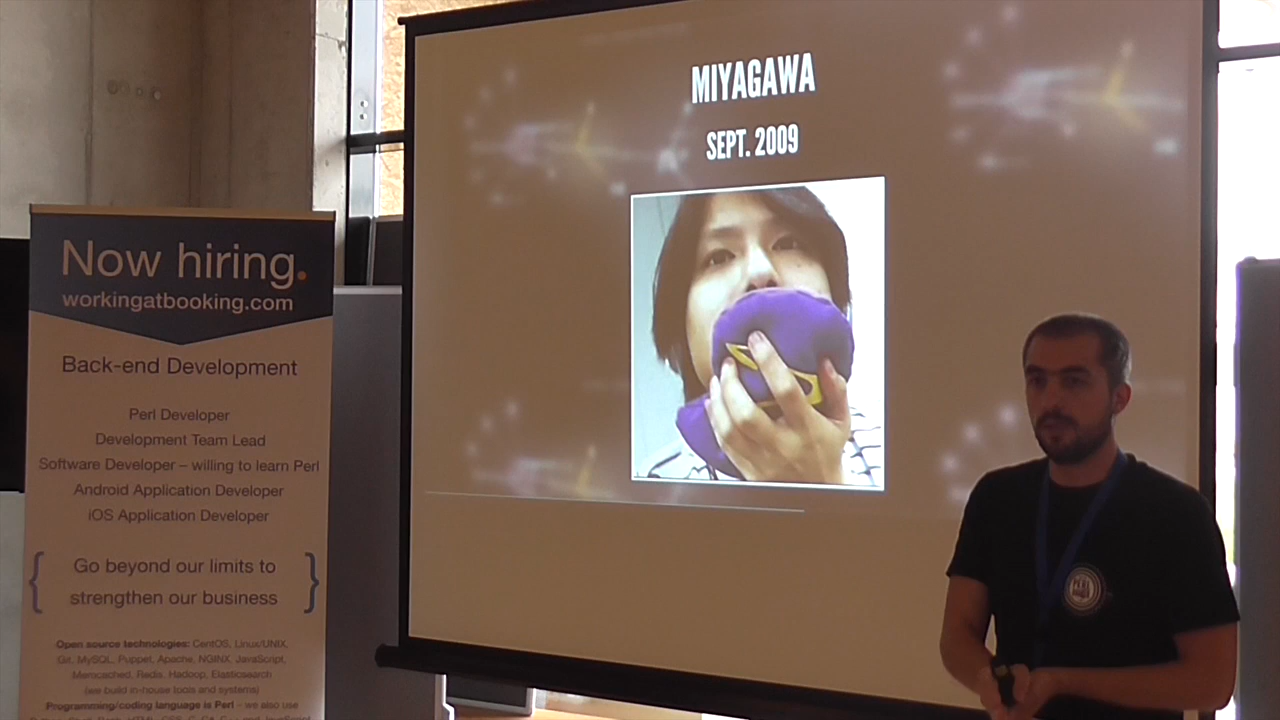 MIYAGAWA
SEPT. 2009
Now hiring.
workingatbooking.com
Back-end Development
Perl Developer
Development Team Lead
Software Developer – willing to learn Perl
Android Application Developer
iOS Application Developer
{ Go beyond our limits to }
strengthen our business
Open source technologies: CentOS, Linux/UNIX,
Git, MySQL, Puppet, Apache, NGINX, JavaScript,
Memcached, Redis, Hadoop, Elasticsearch
(we build in-house tools and systems)
Programming/coding language is Perl – we also use